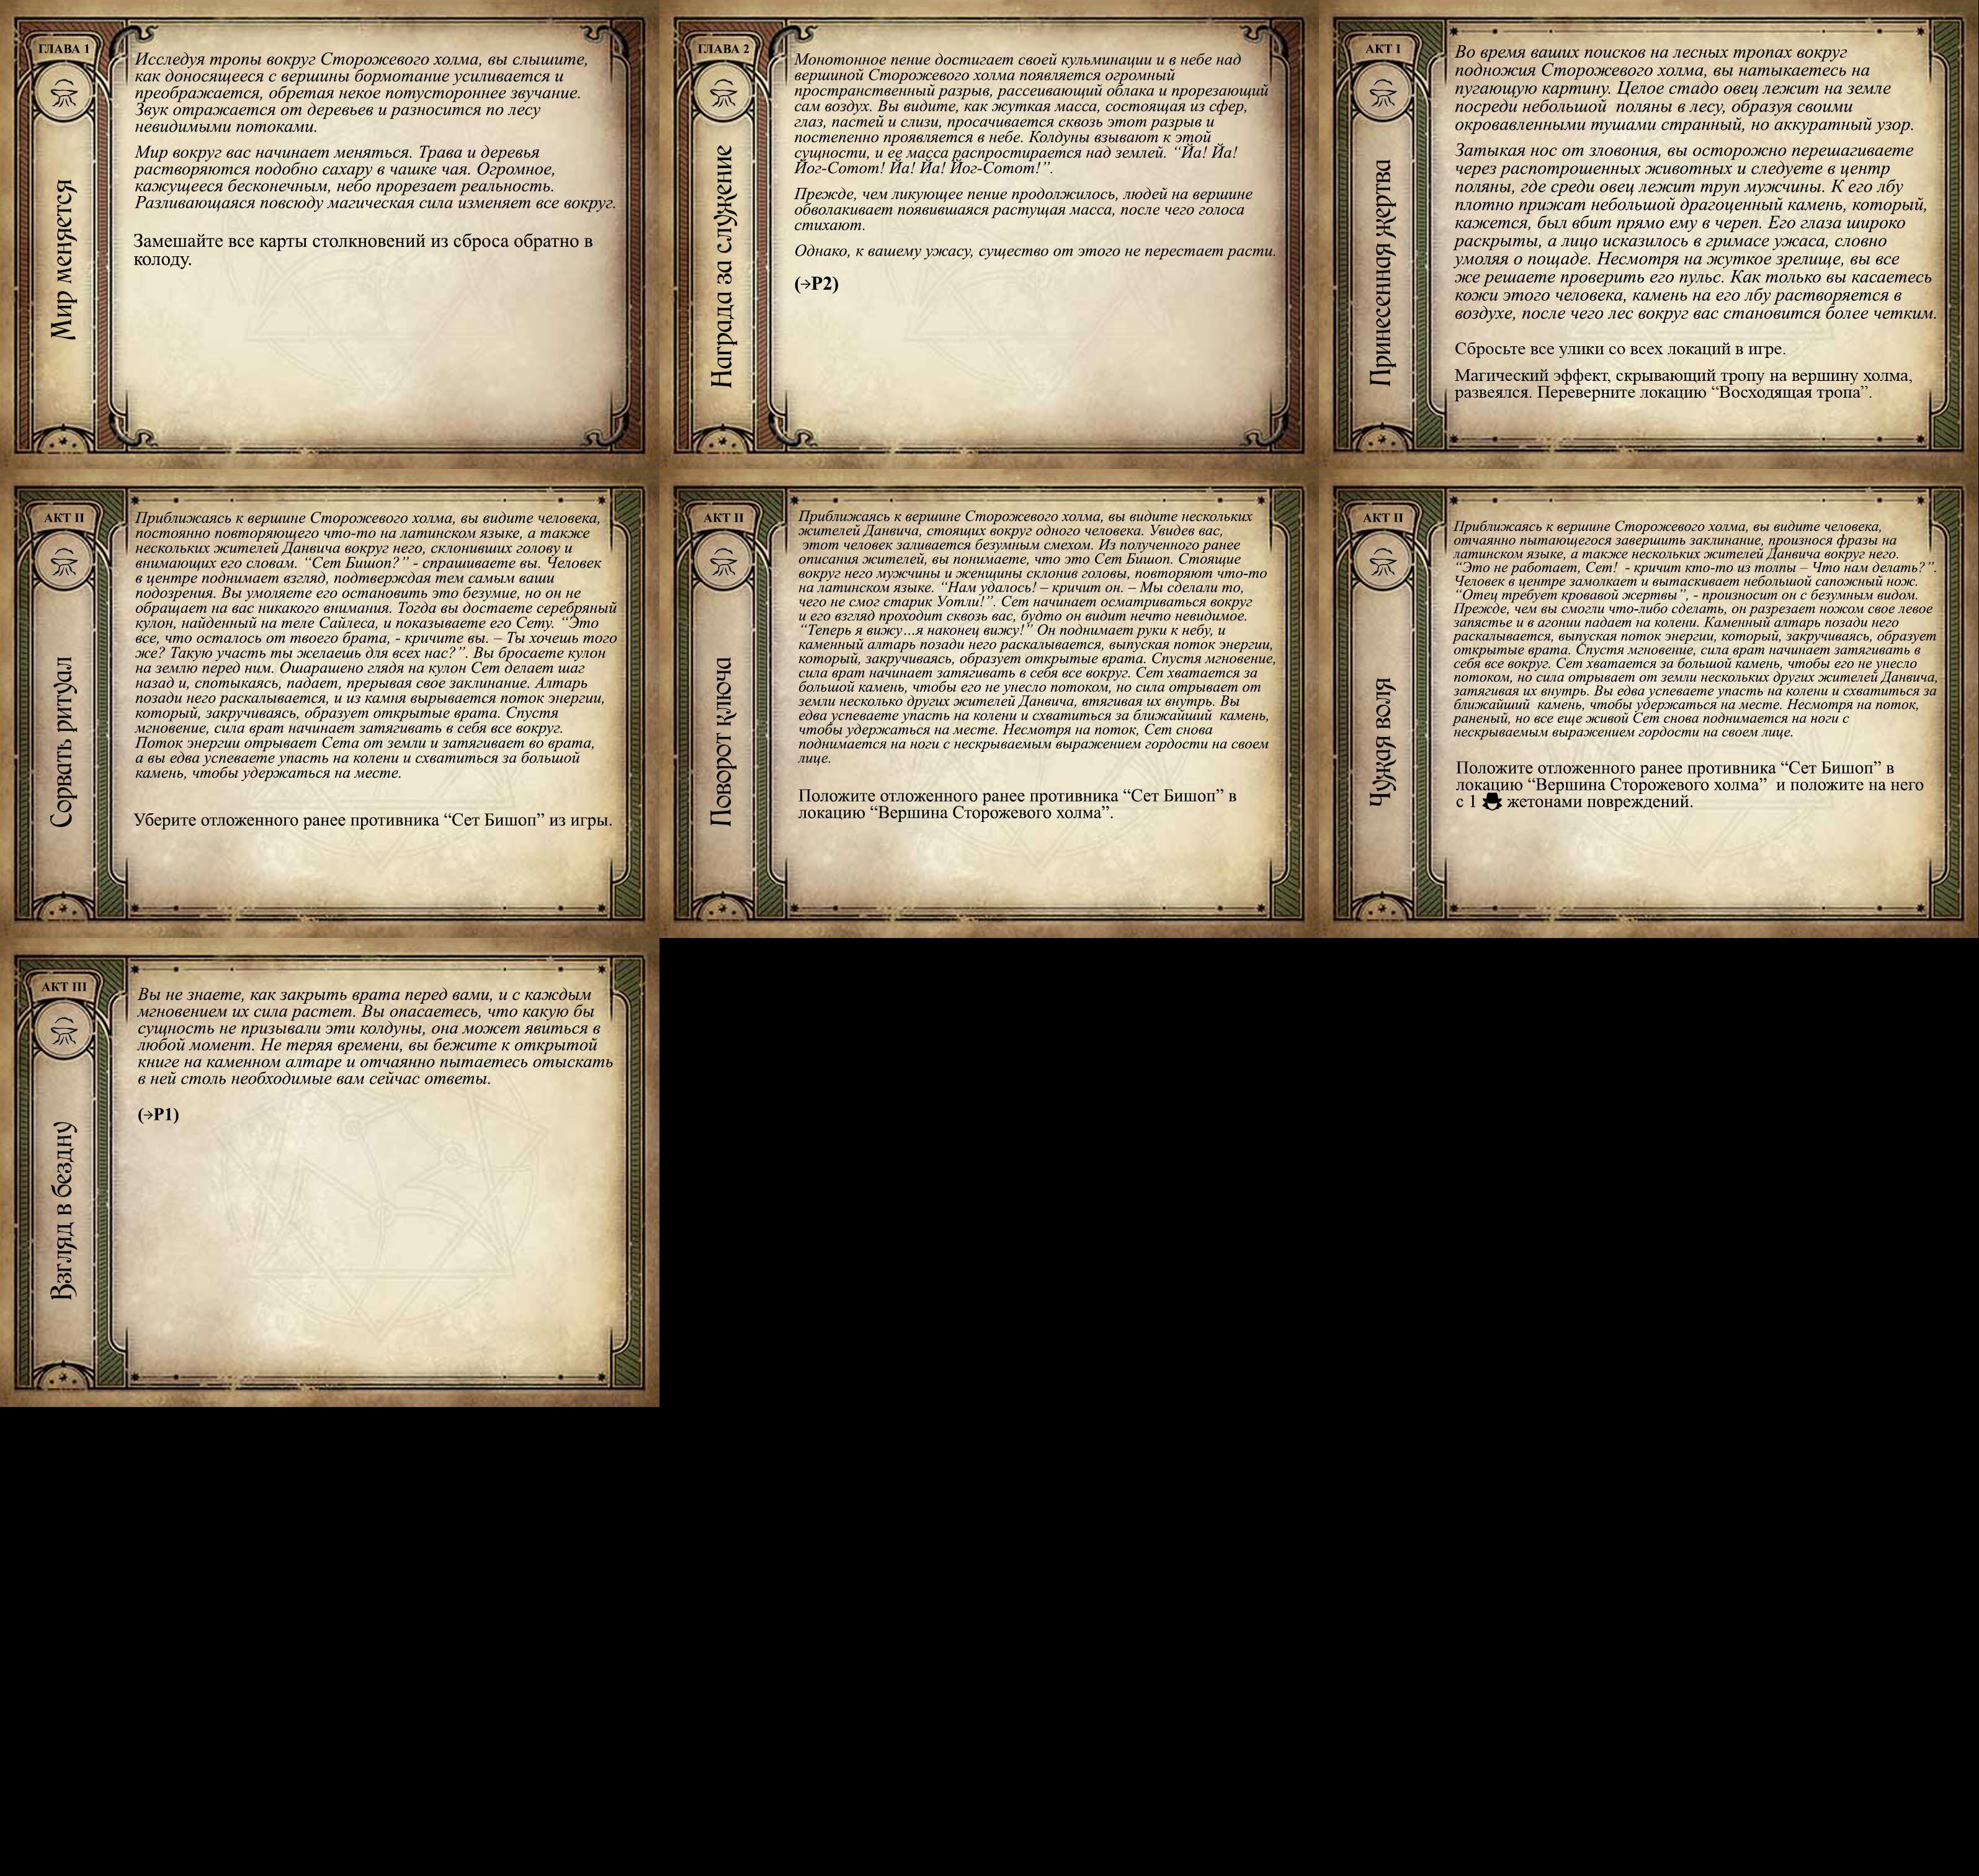 ГЛАВА 1
Мир меняется
Исследуя тропы вокруг Сторожевого холма, вы слышите,
как доносящееся с вершины бормотание усиливается и
преображается, обретая некое потустороннее звучание.
Звук отражается от деревьев и разносится по лесу
невидимыми потоками.
Мир вокруг вас начинает меняться. Трава и деревья
растворяются подобно сахару в чашке чая. Огромное,
кажущееся бесконечным, небо прорезает реальность.
Разливающаяся повсюду магическая сила изменяет все вокруг.
Замешайте все карты столкновений из сброса обратно в
колоду.
ГЛАВА 2
Награда за служение
Монотонное пение достигает своей кульминации и в небе над
вершиной Сторожевого холма появляется огромный
пространственный разрыв, рассеивающий облака и прорезающий
сам воздух. Вы видите, как жуткая масса, состоящая из сфер,
глаз, пастей и слизи, просачивается сквозь этот разрыв и
постепенно проявляется в небе. Колдуны взывают к этой
сущности, и ее масса распростирается над землей. “Йа! Йа!
Йог-Сотот! Йа! Йа! Йог-Сотот!”.
Прежде, чем ликующее пение продолжилось, людей на вершине
обволакивает появившаяся растущая масса, после чего голоса
стихают.
Однако, к вашему ужасу, существо от этого не перестает расти.
(→Р2)
АКТ I
Принесенная жертва
Во время ваших поисков на лесных тропах вокруг
подножия Сторожевого холма, вы натыкаетесь на
пугающую картину. Целое стадо овец лежит на земле
посреди небольшой поляны в лесу, образуя своими
окровавленными тушами странный, но аккуратный узор.
Затыкая нос от зловония, вы осторожно перешагиваете
через распотрошенных животных и следуете в центр
поляны, где среди овец лежит труп мужчины. К его лбу
плотно прижат небольшой драгоценный камень, который,
кажется, был вбит прямо ему в череп. Его глаза широко
раскрыты, а лицо исказилось в гримасе ужаса, словно
умоляя о пощаде. Несмотря на жуткое зрелище, вы все
же решаете проверить его пульс. Как только вы касаетесь
кожи этого человека, камень на его лбу растворяется в
воздухе, после чего лес вокруг вас становится более четким.
Сбросьте все улики со всех локаций в игре.
Магический эффект, скрывающий тропу на вершину холма,
развеялся. Переверните локацию “Восходящая тропа”.
АКТ II
Сорвать ритуал
Приближаясь к вершине Сторожевого холма, вы видите человека,
постоянно повторяющего что-то на латинском языке, а также
нескольких жителей Данвича вокруг него, склонивших голову и
внимающих его словам. “Сет Бишоп?” - спрашиваете вы. Человек
в центре поднимает взгляд, подтверждая тем самым ваши
подозрения. Вы умоляете его остановить это безумие, но он не
обращает на вас никакого внимания. Тогда вы достаете серебряный
кулон, найденный на теле Сайлеса, и показываете его Сету. “Это
все, что осталось от твоего брата, - кричите вы. – Ты хочешь того
же? Такую участь ты желаешь для всех нас?”. Вы бросаете кулон
на землю перед ним. Ошарашено глядя на кулон Сет делает шаг
назад и, спотыкаясь, падает, прерывая свое заклинание. Алтарь
позади него раскалывается, и из камня вырывается поток энергии,
который, закручиваясь, образует открытые врата. Спустя
мгновение, сила врат начинает затягивать в себя все вокруг.
Поток энергии отрывает Сета от земли и затягивает во врата,
а вы едва успеваете упасть на колени и схватиться за большой
камень, чтобы удержаться на месте.
Уберите отложенного ранее противника “Сет Бишоп” из игры.
АКТ II
Поворот ключа
Приближаясь к вершине Сторожевого холма, вы видите нескольких
жителей Данвича, стоящих вокруг одного человека. Увидев вас,
этот человек заливается безумным смехом. Из полученного ранее
описания жителей, вы понимаете, что это Сет Бишоп. Стоящие
вокруг него мужчины и женщины склонив головы, повторяют что-то
на латинском языке. “Нам удалось! – кричит он. – Мы сделали то,
чего не смог старик Уотли!”. Сет начинает осматриваться вокруг
и его взгляд проходит сквозь вас, будто он видит нечто невидимое.
“Теперь я вижу…я наконец вижу!” Он поднимает руки к небу, и
каменный алтарь позади него раскалывается, выпуская поток энергии,
который, закручиваясь, образует открытые врата. Спустя мгновение,
сила врат начинает затягивать в себя все вокруг. Сет хватается за
большой камень, чтобы его не унесло потоком, но сила отрывает от
земли несколько других жителей Данвича, втягивая их внутрь. Вы
едва успеваете упасть на колени и схватиться за ближайший камень,
чтобы удержаться на месте. Несмотря на поток, Сет снова
поднимается на ноги с нескрываемым выражением гордости на своем
лице.
Положите отложенного ранее противника “Сет Бишоп” в
локацию “Вершина Сторожевого холма”.
АКТ II
Чужая воля
Приближаясь к вершине Сторожевого холма, вы видите человека,
отчаянно пытающегося завершить заклинание, произнося фразы на
латинском языке, а также нескольких жителей Данвича вокруг него.
“Это не работает, Сет! - кричит кто-то из толпы – Что нам делать?”.
Человек в центре замолкает и вытаскивает небольшой сапожный нож.
“Отец требует кровавой жертвы”, - произносит он с безумным видом.
Прежде, чем вы смогли что-либо сделать, он разрезает ножом свое левое
запястье и в агонии падает на колени. Каменный алтарь позади него
раскалывается, выпуская поток энергии, который, закручиваясь, образует
открытые врата. Спустя мгновение, сила врат начинает затягивать в
себя все вокруг. Сет хватается за большой камень, чтобы его не унесло
потоком, но сила отрывает от земли нескольких других жителей Данвича,
затягивая их внутрь. Вы едва успеваете упасть на колени и схватиться за
ближайший камень, чтобы удержаться на месте. Несмотря на поток,
раненый, но все еще живой Сет снова поднимается на ноги с
нескрываемым выражением гордости на своем лице.
Положите отложенного ранее противника “Сет Бишоп” в
локацию “Вершина Сторожевого холма” и положите на него
с 1 жетонами повреждений.
АКТ III
Взгляд в бездну
Вы не знаете, как закрыть врата перед вами, и с каждым
мгновением их сила растет. Вы опасаетесь, что какую бы
сущность не призывали эти колдуны, она может явиться в
любой момент. Не теряя времени, вы бежите к открытой
книге на каменном алтаре и отчаянно пытаетесь отыскать
в ней столь необходимые вам сейчас ответы.
(→Р1)